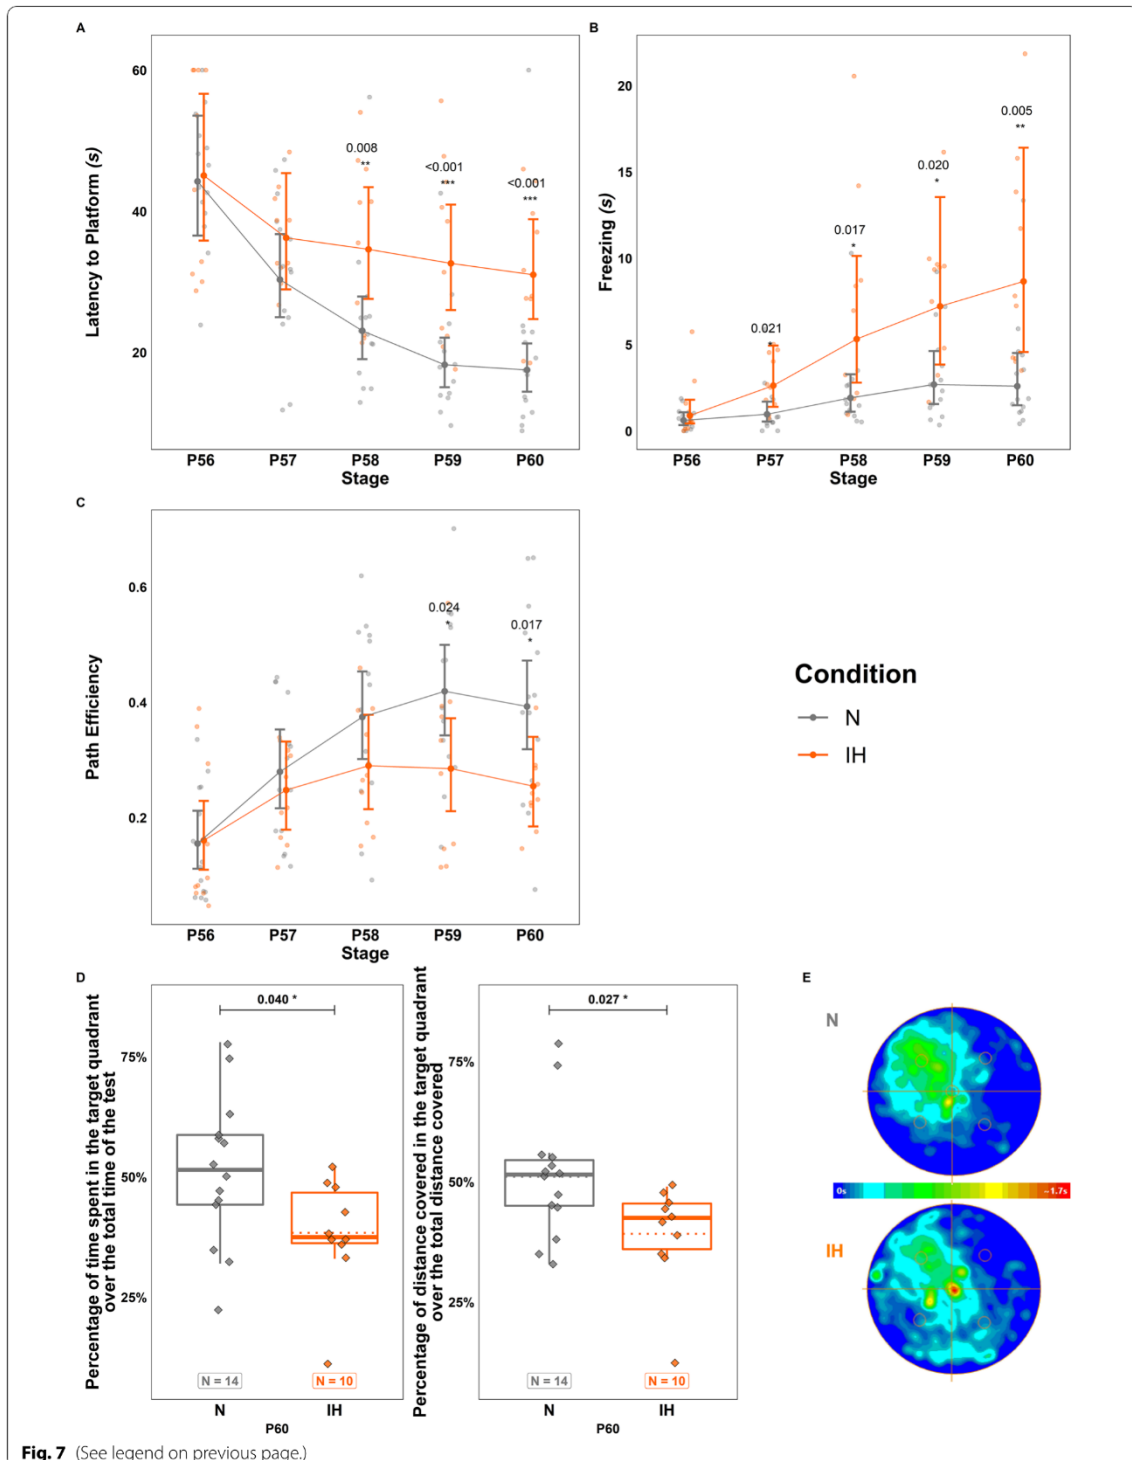 A
Latency to Platform (s)
60
40
20
0.008
**
<0.001
***
<0.001
***
P56 P57 P58 P59 P60
Stage
B
Freezing (s)
20
15
10
5
0
0.021
*
0.017
*
0.020
*
0.005
**
P56 P57 P58 P59 P60
Stage
C
Path Efficiency
0.6
0.4
0.2
0.024
*
0.017
*
P56 P57 P58 P59 P60
Stage
Condition
N
IH
D
Percentage of time spent in the target quadrant
over the total time of the test
75%
50%
25%
0.040 *
N = 14 N = 10
N IH
P60
Percentage of distance covered in the target quadrant
over the total distance covered
75%
50%
25%
0.027 *
N = 14 N = 10
N IH
P60
E
N
0s ~1.7s
IH
Fig. 7 (See legend on previous page.)